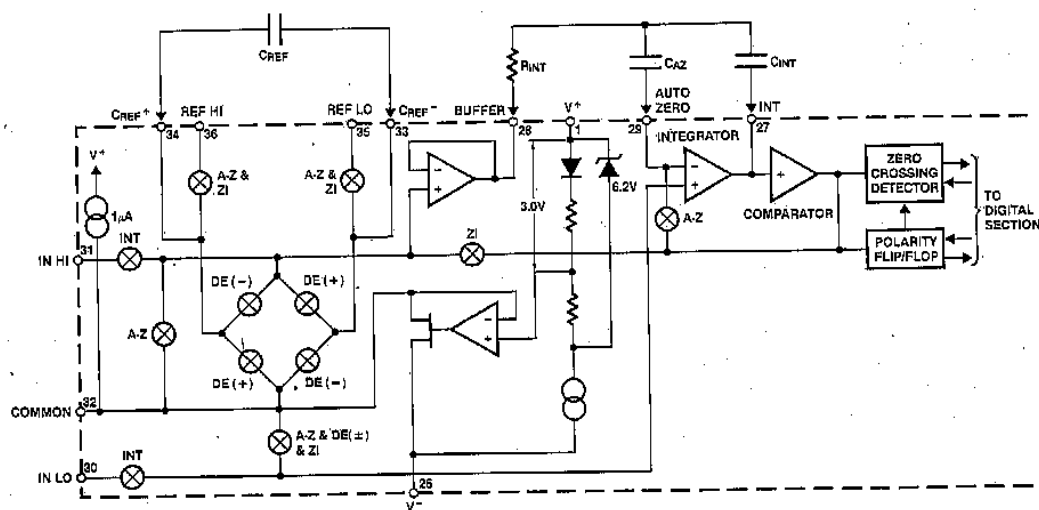 CREF
RINT
CAZ
CINT
CREF+
REF HI
REF LO
CREF-
BUFFER
V+
AUTO
ZERO
INT
34
36
35
33
28
1
29
27
INTEGRATOR
V+
A-Z &
ZI
A-Z &
ZI
-
+
3.0V
6.2V
-
+
+
COMPARATOR
ZERO
CROSSING
DETECTOR
TO
DIGITAL
SECTION
1μA
A-Z
POLARITY
FLIP/FLOP
31
INT
ZI
IN HI
DE(-)
DE(+)
A-Z
-
+
DE(+)
DE(-)
32
COMMON
A-Z & DE(±)
& ZI
INT
30
IN LO
26
V-